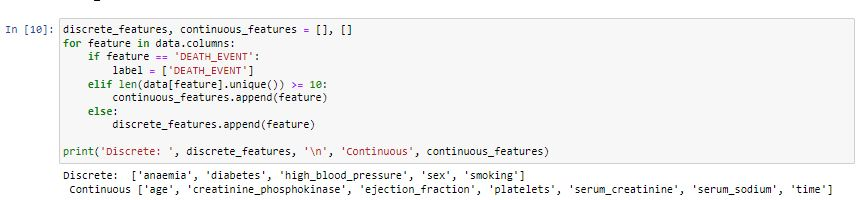 In [10]: discrete_features, continuous_features = [], []
for feature in data.columns:
    if feature == 'DEATH_EVENT':
        label = ['DEATH_EVENT']
    elif len(data[feature].unique()) >= 10:
        continuous_features.append(feature)
    else:
        discrete_features.append(feature)

print('Discrete: ', discrete_features, '\n', 'Continuous', continuous_features)
Discrete:  ['anaemia', 'diabetes', 'high_blood_pressure', 'sex', 'smoking']
 Continuous ['age', 'creatinine_phosphokinase', 'ejection_fraction', 'platelets', 'serum_creatinine', 'serum_sodium', 'time']